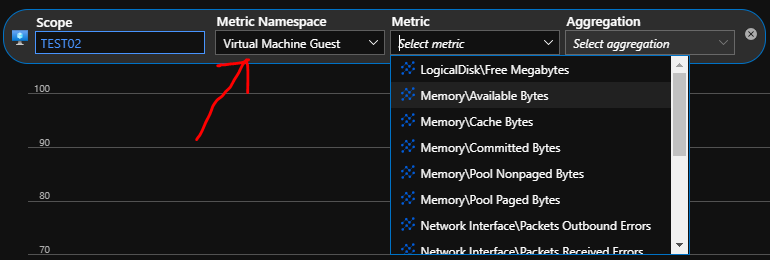 Scope
Metric Namespace
Metric
Aggregation
TEST02
Virtual Machine Guest
Select metric
Select aggregation
LogicalDisk\Free Megabytes
Memory\Available Bytes
Memory\Cache Bytes
Memory\Committed Bytes
Memory\Pool Nonpaged Bytes
Memory\Pool Paged Bytes
Network Interface\Packets Outbound Errors
Network Interface\Packets Received Errors
100
90
80
70